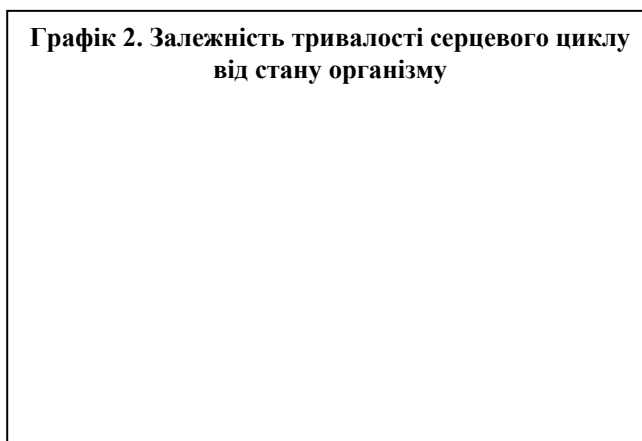 Графік 2. Залежність тривалості серцевого циклу
від стану організму